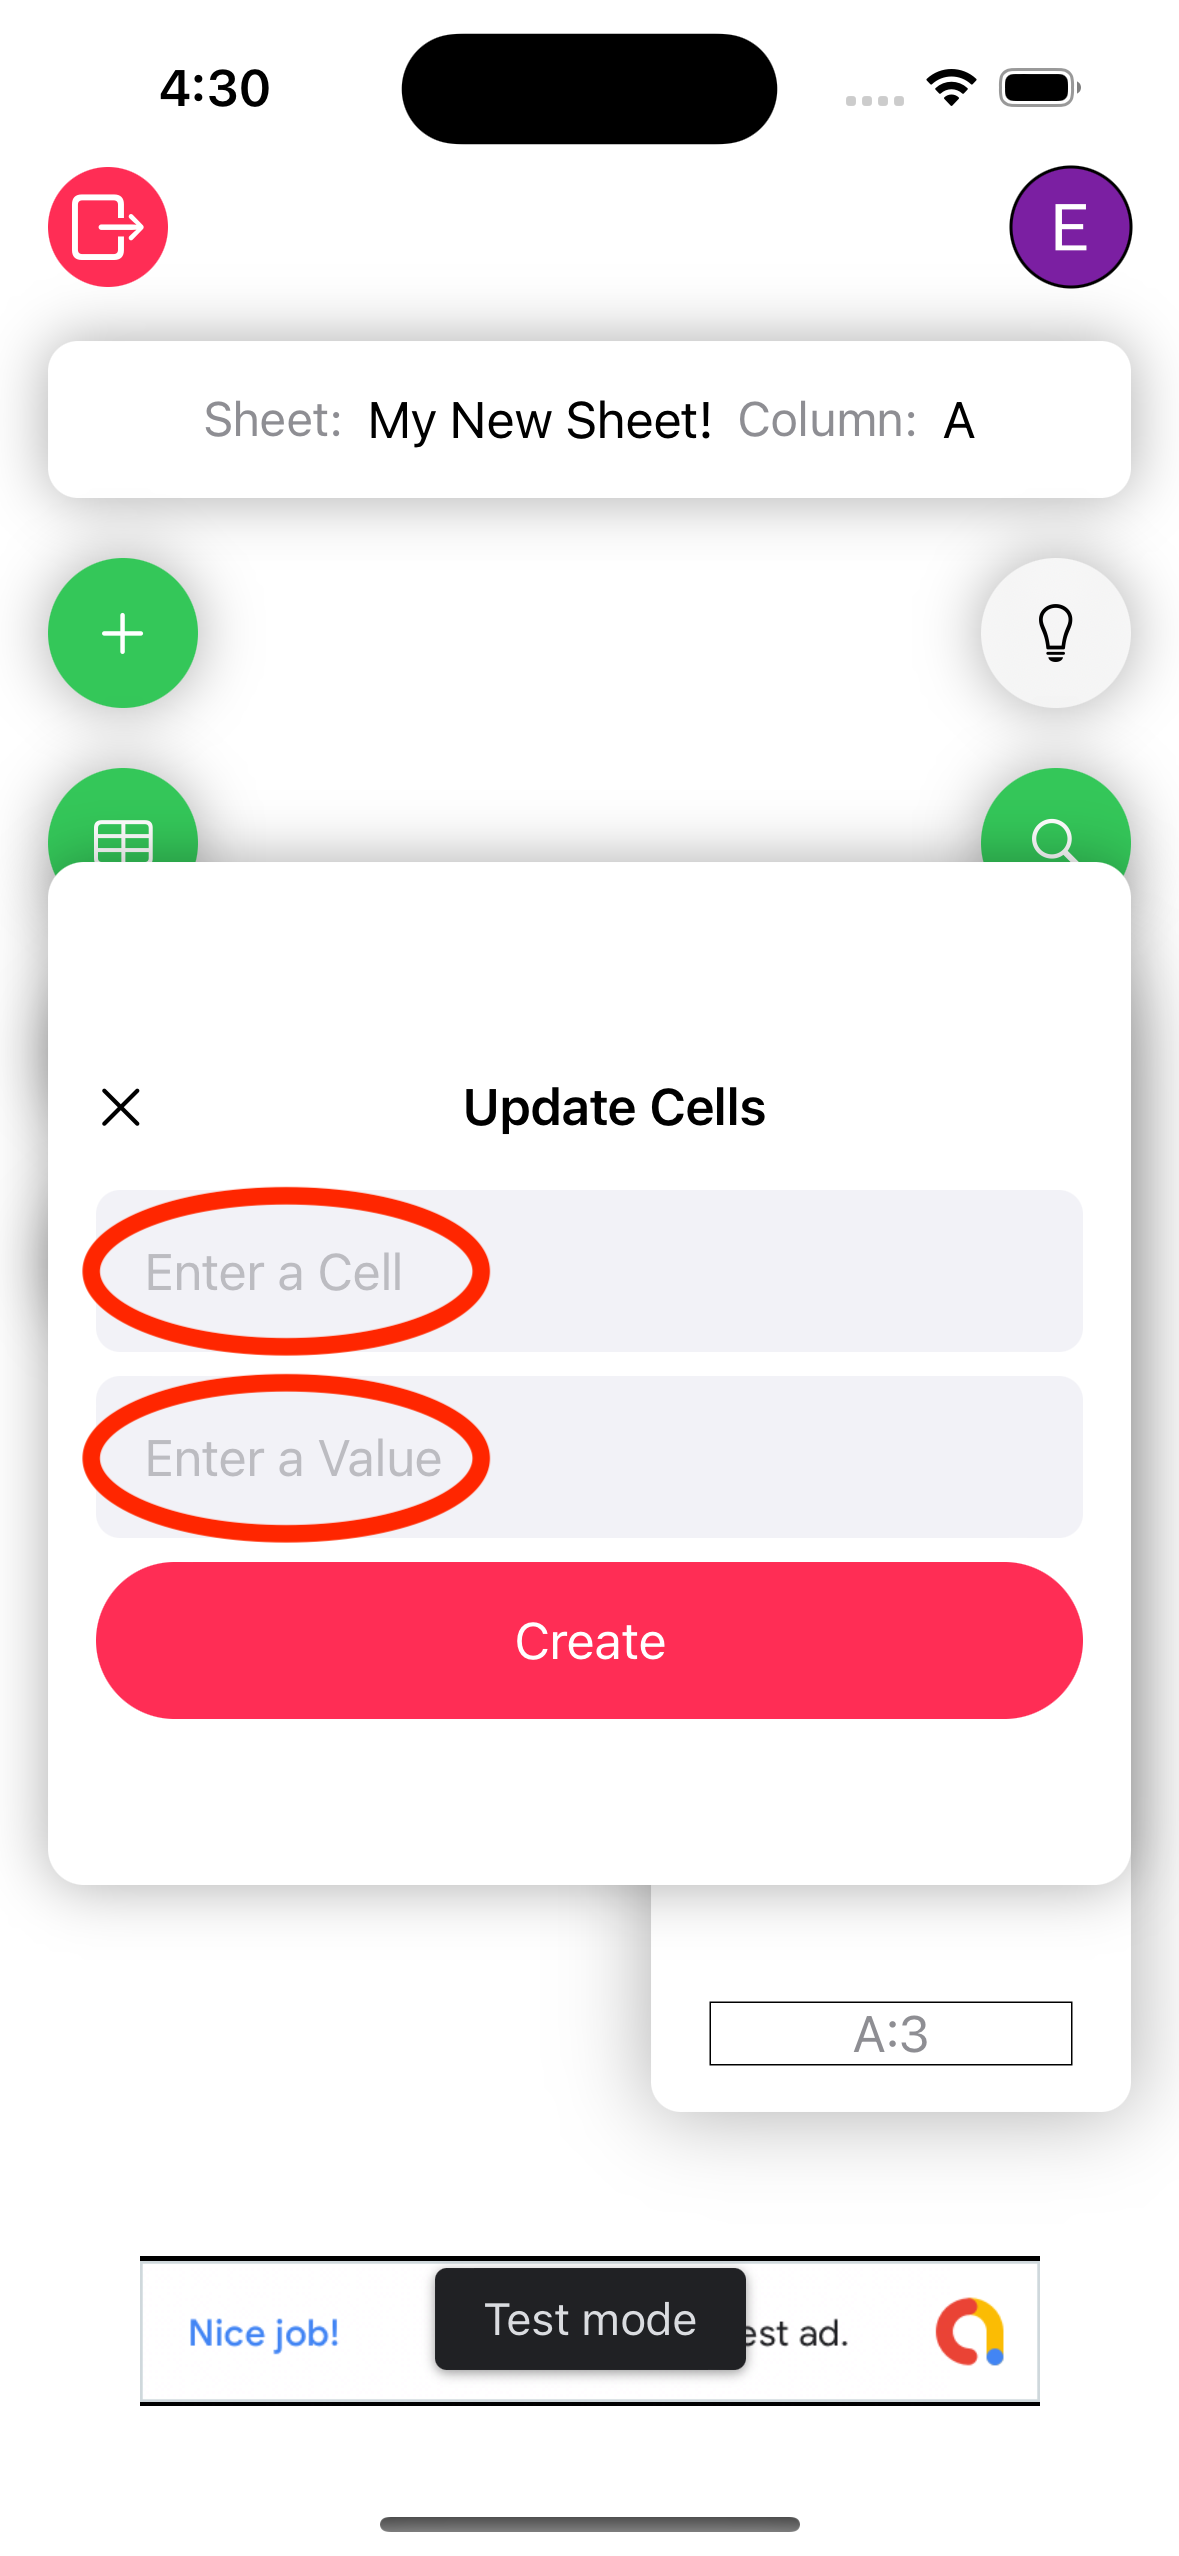 4:30
E
Sheet: My New Sheet! Column: A
Update Cells
Enter a Cell
Enter a Value
Create
A:3
Nice job!
Test mode
est ad.